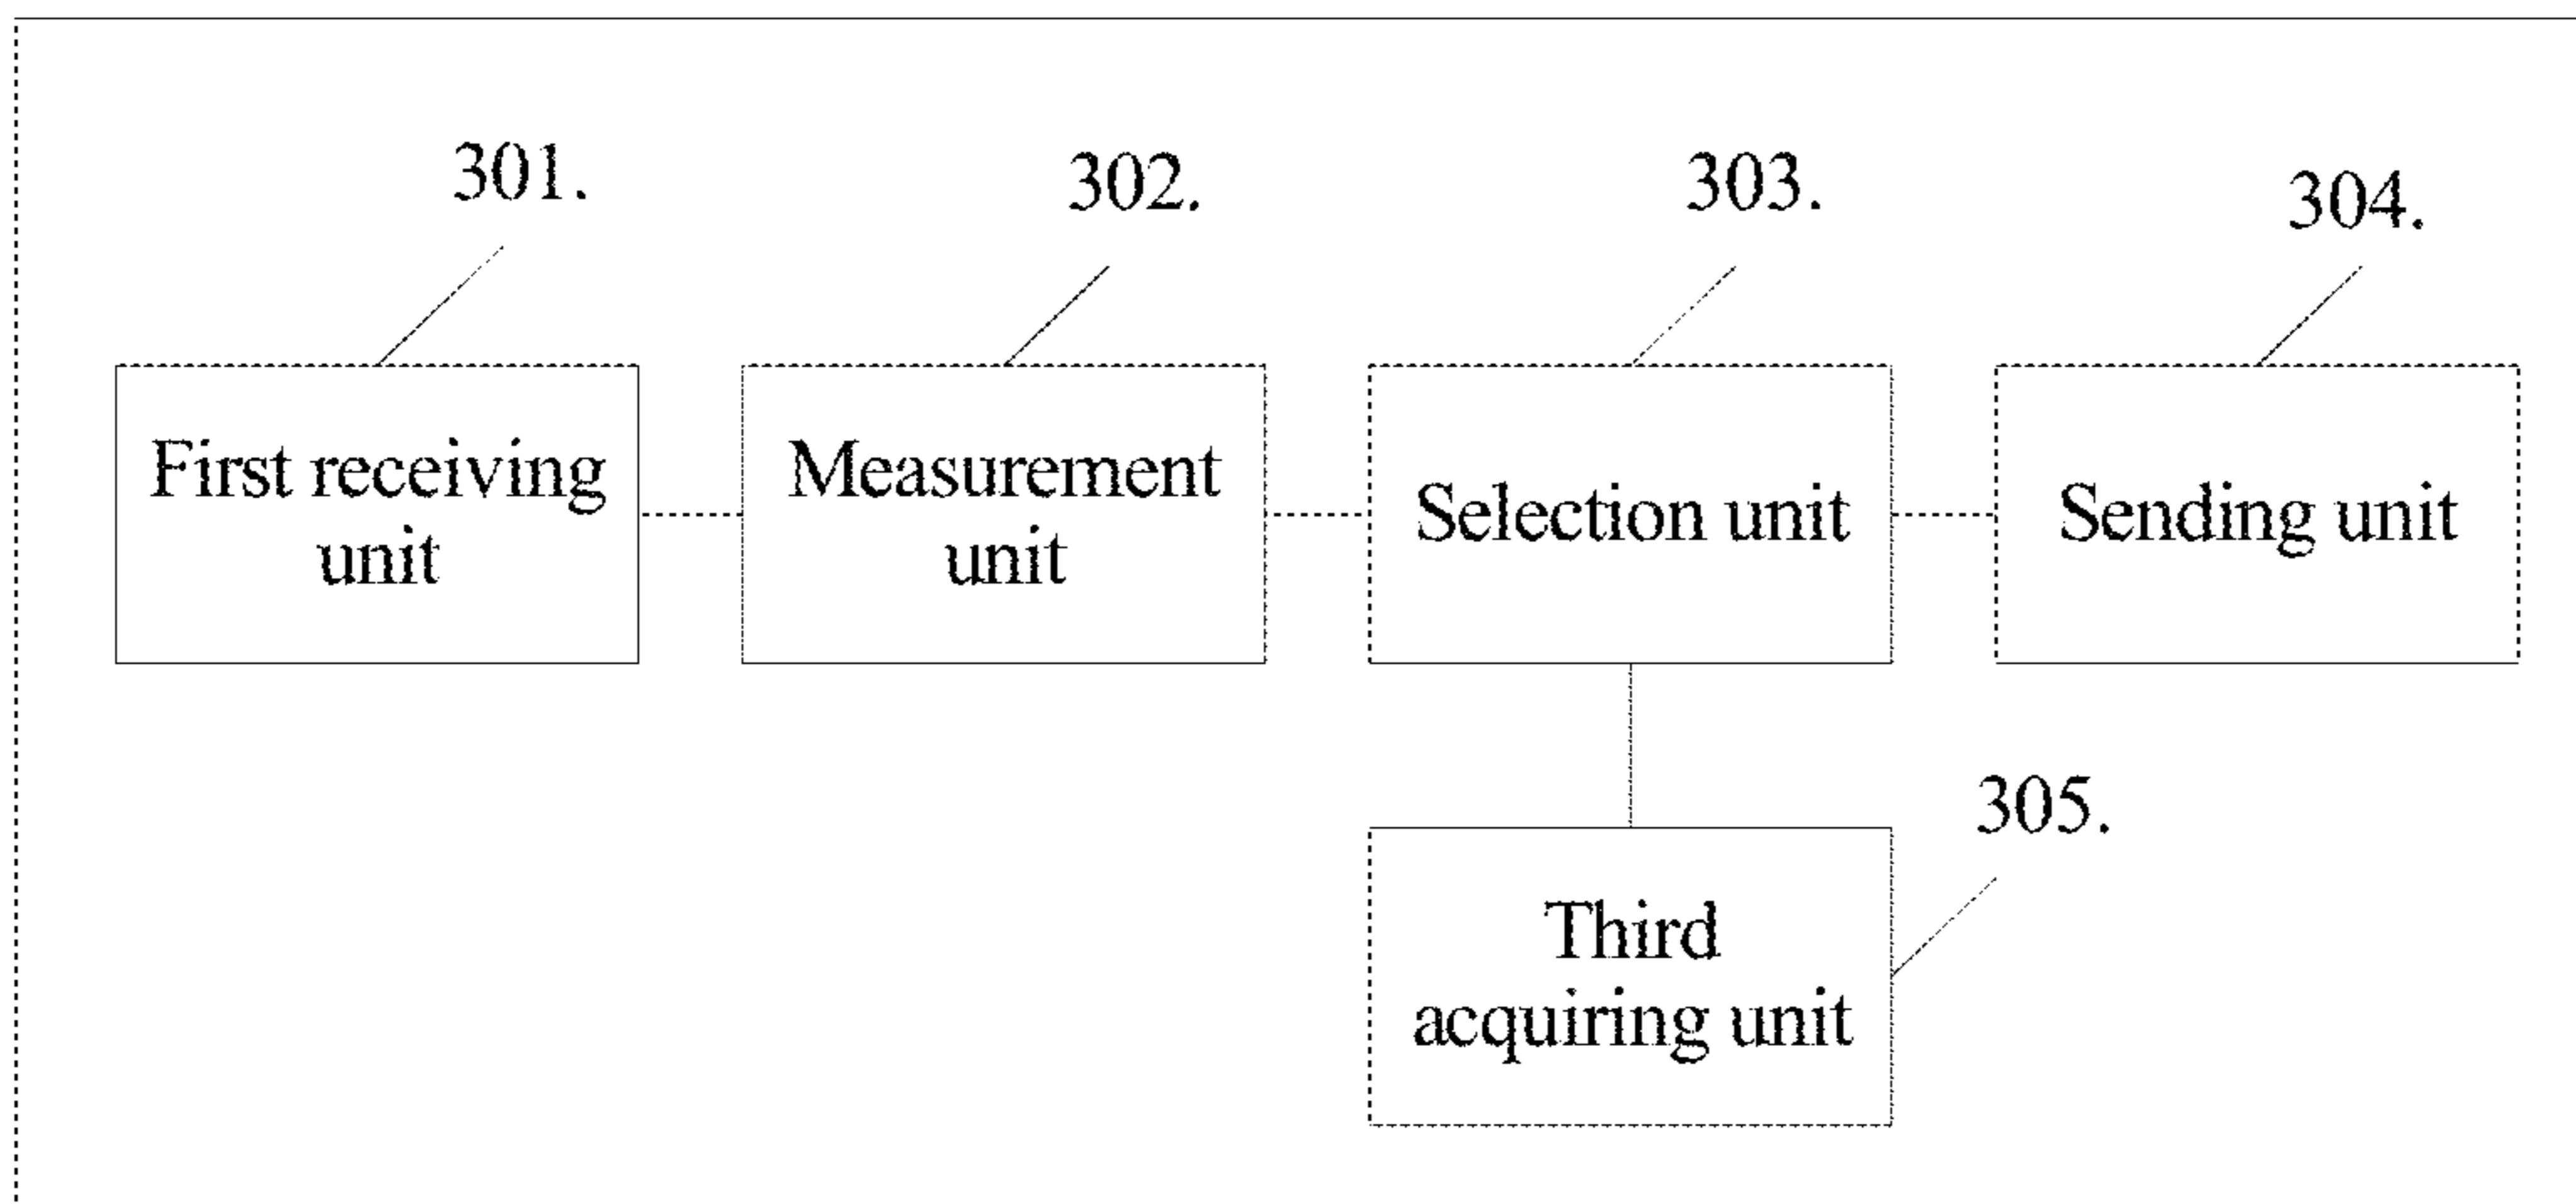 301.
302.
303.
304.
First receiving
unit
Measurement
unit
Selection unit
Sending unit
305.
Third
acquiring unit